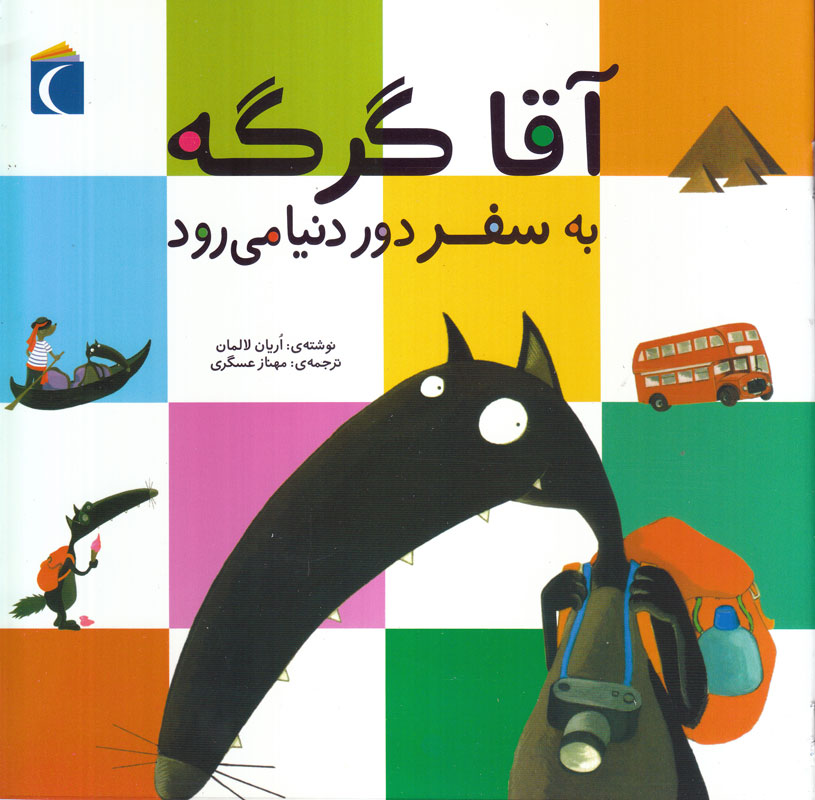 آقا گرگه
به سفر دور دنیا می‌رود
نوشته‌ی: اُریان لالمان
ترجمه‌ی: مهناز عسگری